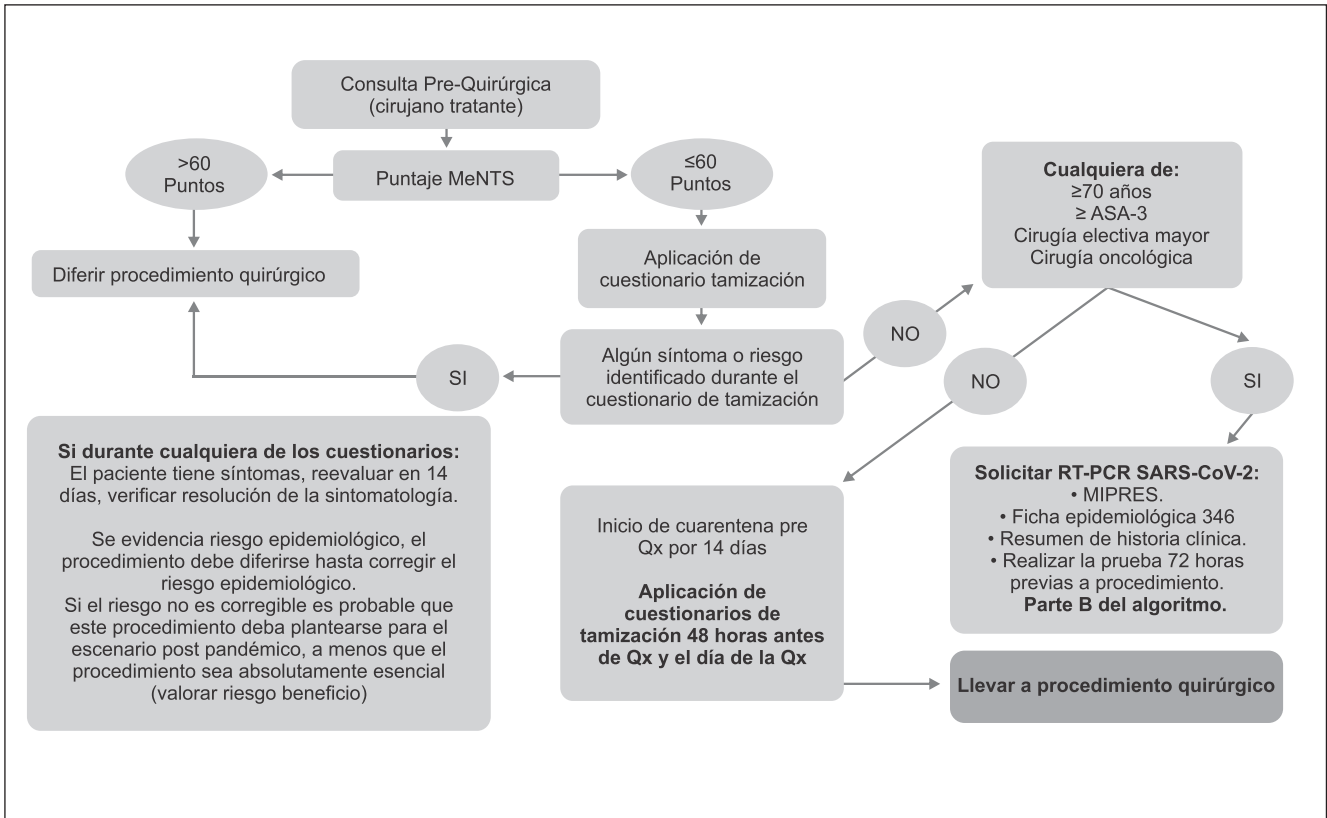 Consulta Pre-Quirúrgica
(cirujano tratante)
>60
Puntos
Puntaje MeNTS
≤60
Puntos
Diferir procedimiento quirúrgico
Aplicación de
cuestionario tamización
Algún síntoma o riesgo
identificado durante el
cuestionario de tamización
SI
NO
Cualquiera de:
≥70 años
≥ ASA-3
Cirugía electiva mayor
Cirugía oncológica
NO
SI
Si durante cualquiera de los cuestionarios:
El paciente tiene síntomas, reevaluar en 14
días, verificar resolución de la sintomatología.
Se evidencia riesgo epidemiológico, el
procedimiento debe diferirse hasta corregir el
riesgo epidemiológico.
Si el riesgo no es corregible es probable que
este procedimiento deba plantearse para el
escenario post pandémico, a menos que el
procedimiento sea absolutamente esencial
(valorar riesgo beneficio)
Inicio de cuarentena pre
Qx por 14 días
Aplicación de
cuestionarios de
tamización 48 horas antes
de Qx y el día de la Qx
Solicitar RT-PCR SARS-CoV-2:
• MIPRES.
• Ficha epidemiológica 346
• Resumen de historia clínica.
• Realizar la prueba 72 horas
previas a procedimiento.
Parte B del algoritmo.
Llevar a procedimiento quirúrgico